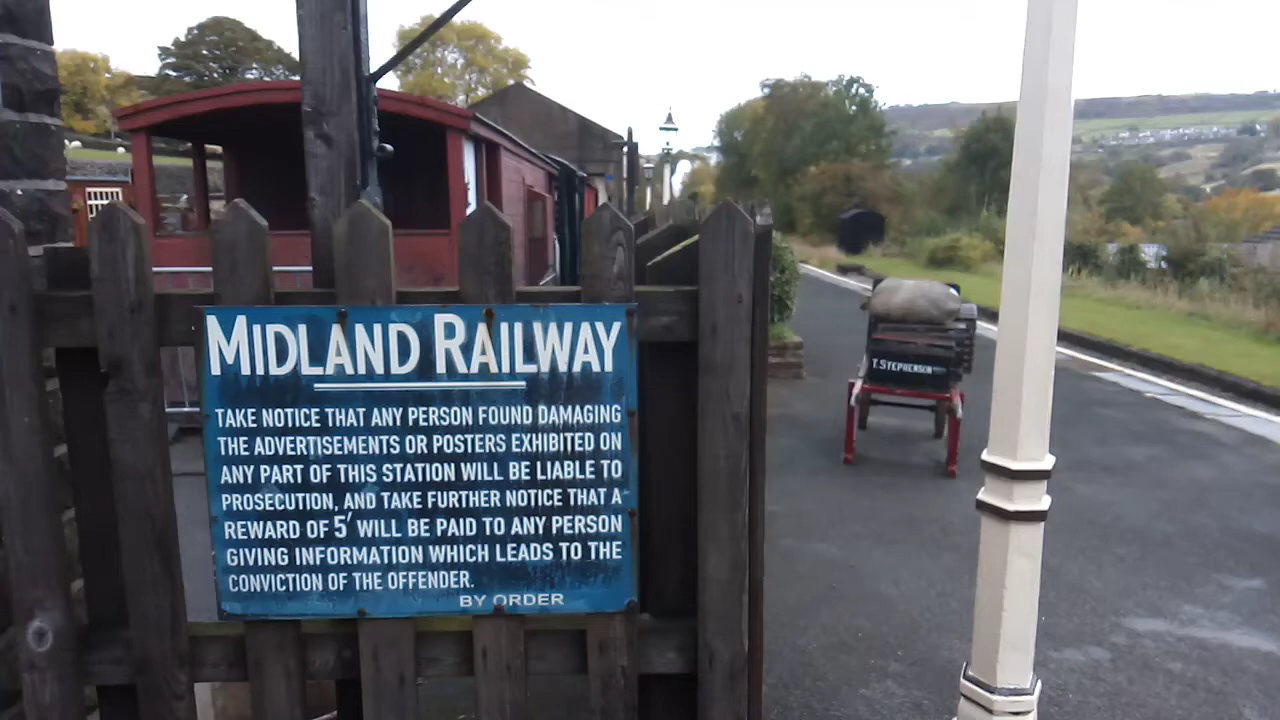 MIDLAND RAILWAY
TAKE NOTICE THAT ANY PERSON FOUND DAMAGING
THE ADVERTISEMENTS OR POSTERS EXHIBITED ON
ANY PART OF THIS STATION WILL BE LIABLE TO
PROSECUTION, AND TAKE FURTHER NOTICE THAT A
REWARD OF 5' WILL BE PAID TO ANY PERSON
GIVING INFORMATION WHICH LEADS TO THE
CONVICTION OF THE OFFENDER.
BY ORDER
T. STEPHENSON